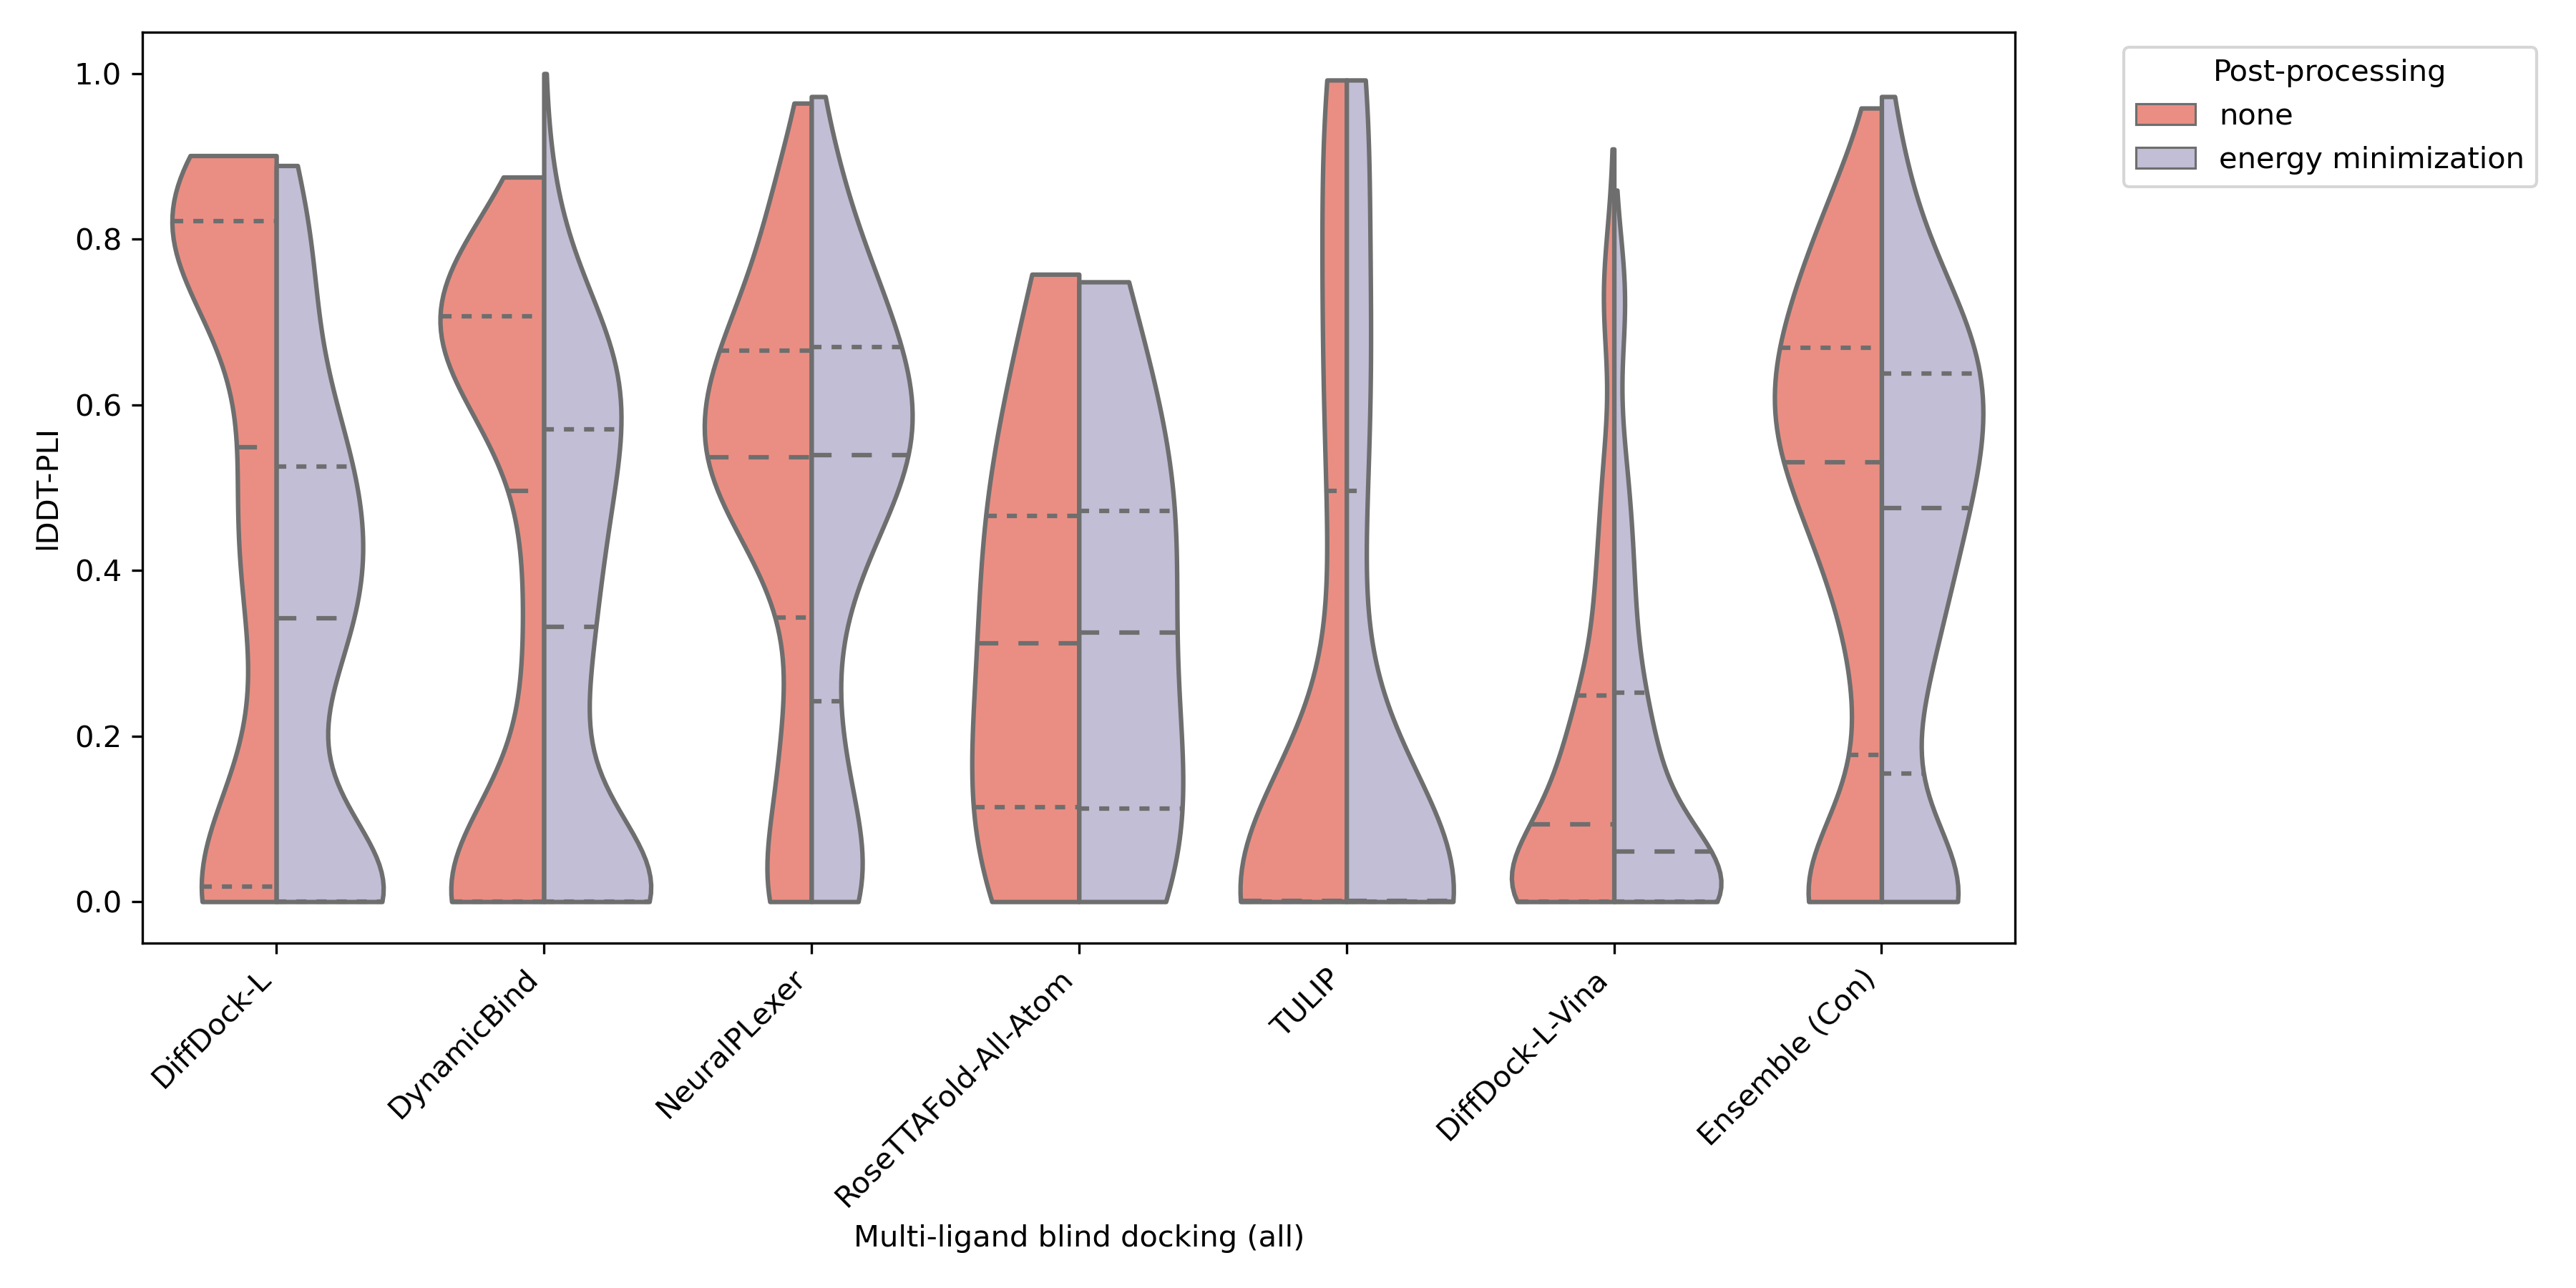 1.0
0.8
0.6
0.4
0.2
0.0
lDDT-PLI
DiffDock-L
DynamicBind
NeuralPLexer
RoseTTAFold-All-Atom
TULIP
DiffDock-L-Vina
Ensemble (Con)
Multi-ligand blind docking (all)
Post-processing
none
energy minimization